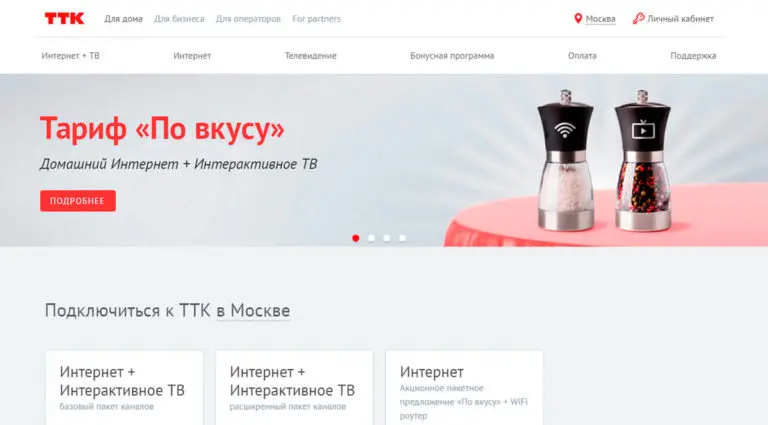 ТТК Для дома Для бизнеса Для операторов For partners Москва Личный кабинет
Интернет + ТВ Интернет Телевидение Бонусная программа Оплата Поддержка
Тариф «По вкусу»
Домашний Интернет + Интерактивное ТВ
ПОДРОБНЕЕ
Подключиться к ТТК в Москве
Интернет +
Интерактивное ТВ
базовый пакет каналов
Интернет +
Интерактивное ТВ
расширенный пакет каналов
Интернет
Акционное пакетное
предложение «По вкусу» + WiFi
роутер